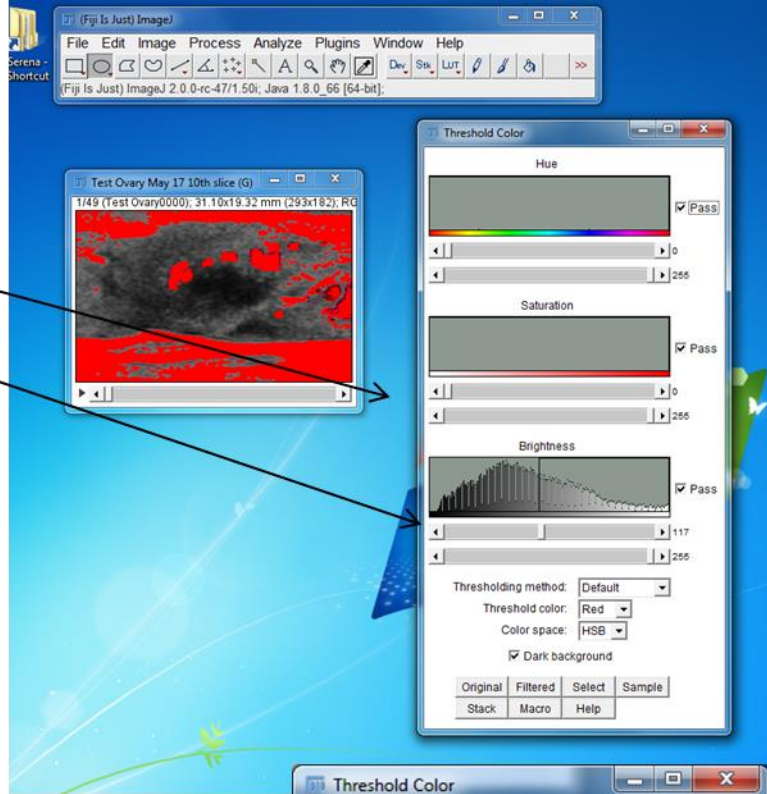 (Fiji Is Just) ImageJ
File Edit Image Process Analyze Plugins Window Help
Dev Stk LUT >>
(Fiji Is Just) ImageJ 2.0.0-rc-47/1.50i; Java 1.8.0_66 [64-bit];
Serena -
Shortcut
Test Ovary May 17 10th slice (G)
1/49 (Test Ovary0000); 31.10x19.32 mm (293x182); RG
Threshold Color
Hue
Pass
0
255
Saturation
Pass
0
255
Brightness
Pass
117
255
Thresholding method: Default
Threshold color: Red
Color space: HSB
Dark background
Original Filtered Select Sample
Stack Macro Help
Threshold Color